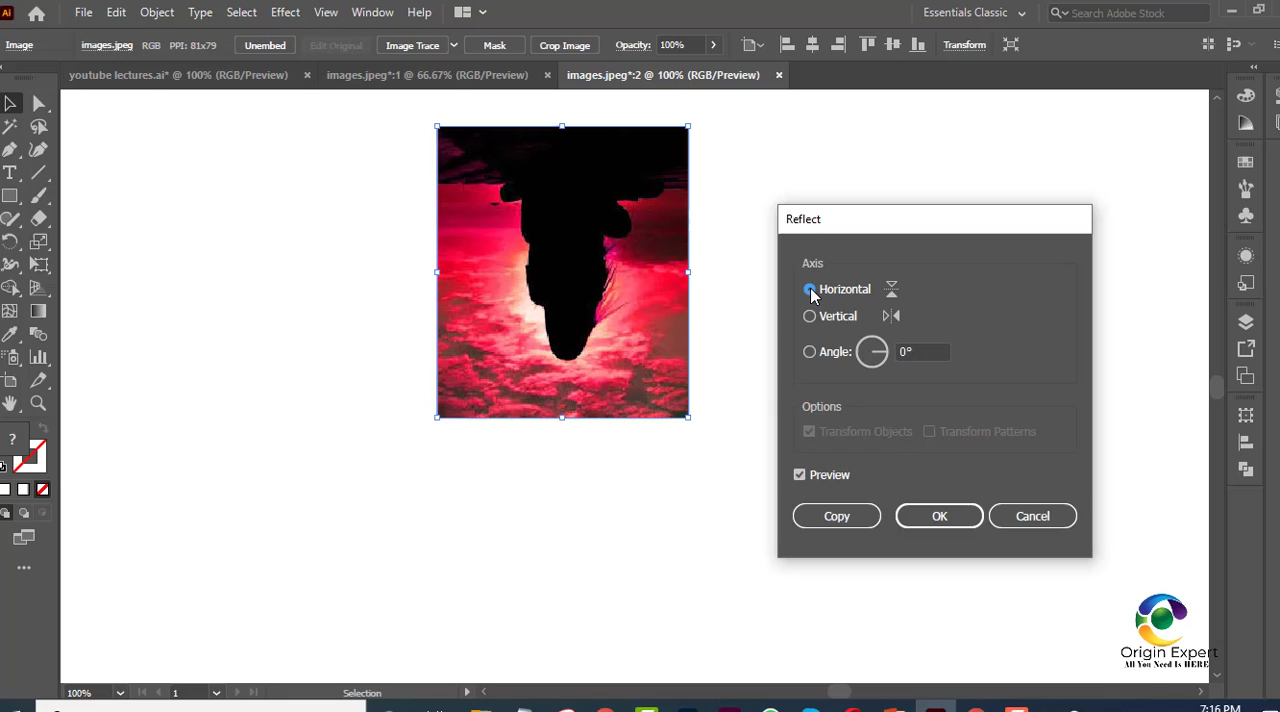 Ai File Edit Object Type Select Effect View Window Help Essentials Classic Search Adobe Stock
Image images.jpeg RGB PPI: 81x79 Unembed Edit Original Image Trace Mask Crop Image Opacity: 100% Transform
youtube lectures.ai* @ 100% (RGB/Preview) × images.jpeg*:1 @ 66.67% (RGB/Preview) × images.jpeg*:2 @ 100% (RGB/Preview) ×
Reflect
Axis
Horizontal
Vertical
Angle: 0°
Options
Transform Objects Transform Patterns
?
Preview
Copy OK Cancel
Origin Expert
All You Need Is HERE
100% 1 Selection
7:16 PM